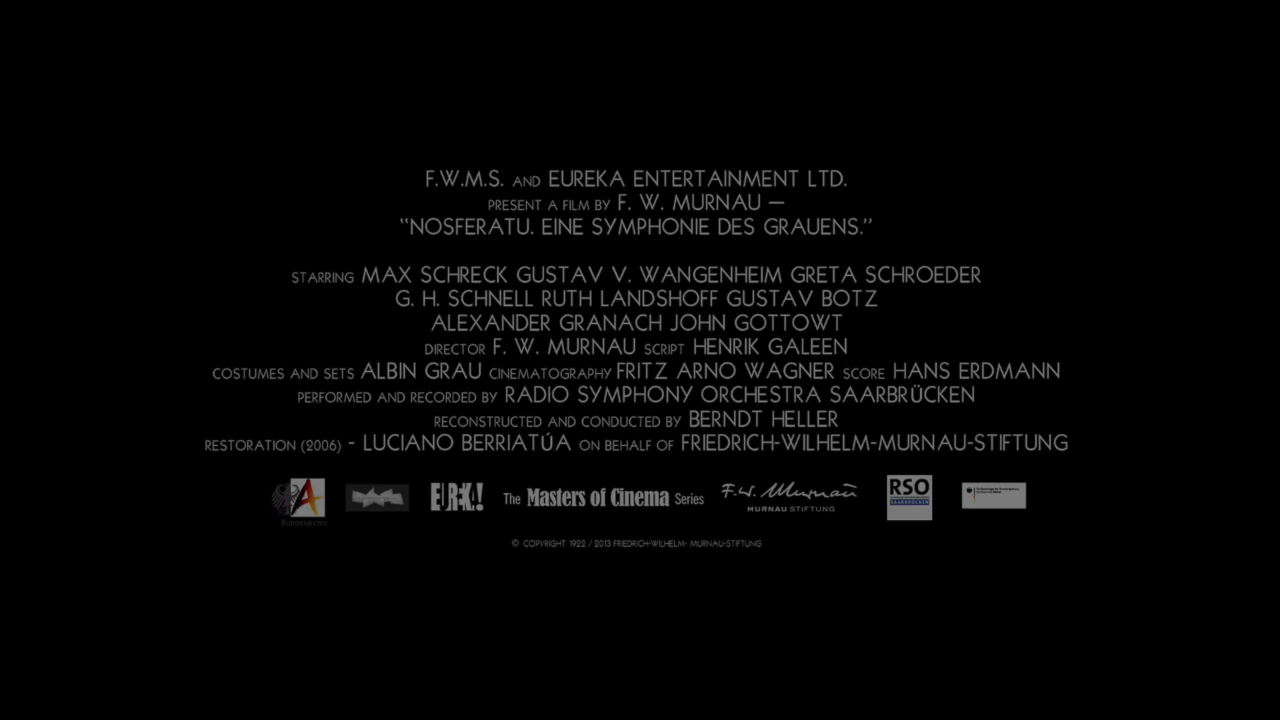 F.W.M.S. AND EUREKA ENTERTAINMENT LTD.
PRESENT A FILM BY F. W. MURNAU —
“NOSFERATU. EINE SYMPHONIE DES GRAUENS.”
STARRING MAX SCHRECK GUSTAV V. WANGENHEIM GRETA SCHROEDER
G. H. SCHNELL RUTH LANDSHOFF GUSTAV BOTZ
ALEXANDER GRANACH JOHN GOTTOWT
DIRECTOR F. W. MURNAU SCRIPT HENRIK GALEEN
COSTUMES AND SETS ALBIN GRAU CINEMATOGRAPHY FRITZ ARNO WAGNER SCORE HANS ERDMANN
PERFORMED AND RECORDED BY RADIO SYMPHONY ORCHESTRA SAARBRÜCKEN
RECONSTRUCTED AND CONDUCTED BY BERNDT HELLER
RESTORATION (2006) - LUCIANO BERRIATÚA ON BEHALF OF FRIEDRICH-WILHELM-MURNAU-STIFTUNG
Bundesarchiv
EUREKA!
The Masters of Cinema Series
F.W. Murnau
MURNAU STIFTUNG
RSO
SAARBRÜCKEN
© COPYRIGHT 1922 / 2013 FRIEDRICH-WILHELM- MURNAU-STIFTUNG